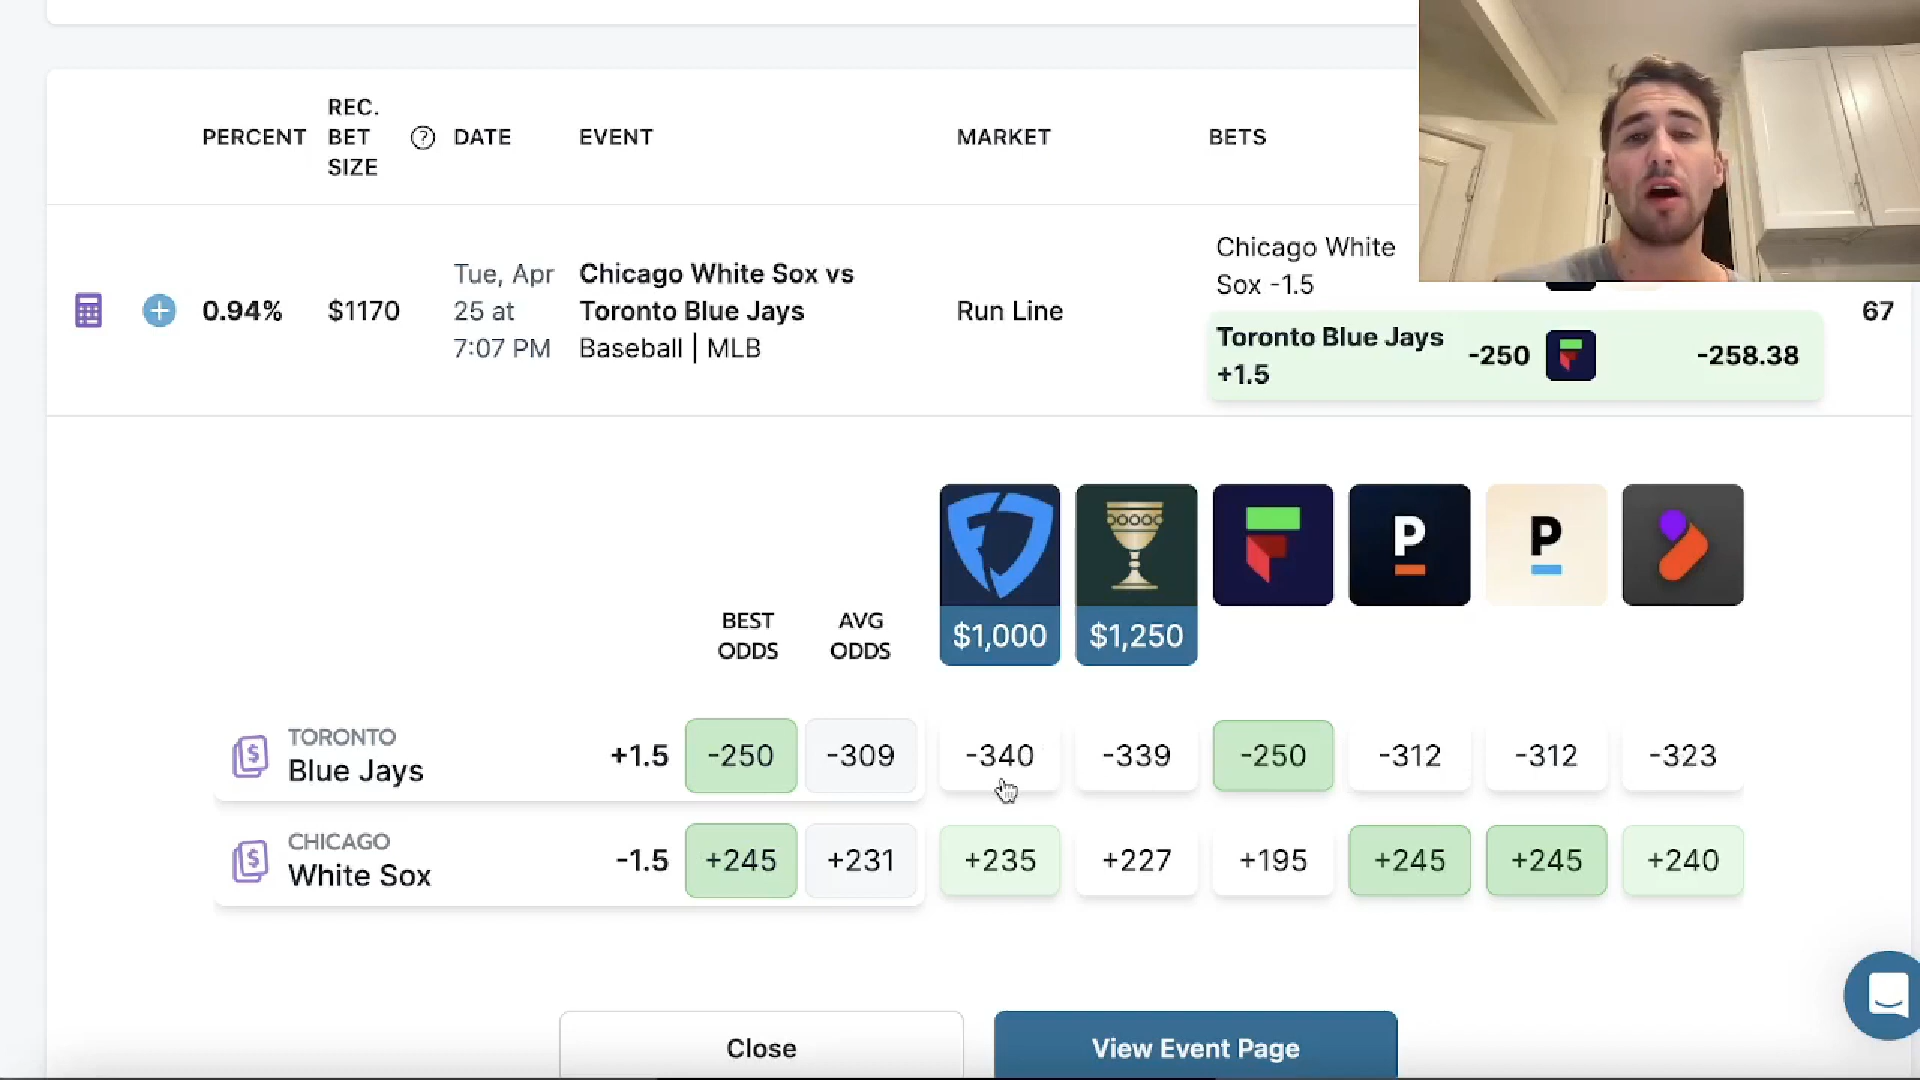 PERCENT
REC.
BET
SIZE
?
DATE
EVENT
MARKET
BETS
0.94%
$1170
Tue, Apr
25 at
7:07 PM
Chicago White Sox vs
Toronto Blue Jays
Baseball | MLB
Run Line
Chicago White
Sox -1.5
Toronto Blue Jays
+1.5
-250
-258.38
67
BEST
ODDS
AVG
ODDS
$1,000
$1,250
P
P
TORONTO
Blue Jays
+1.5
-250
-309
-340
-339
-250
-312
-312
-323
CHICAGO
White Sox
-1.5
+245
+231
+235
+227
+195
+245
+245
+240
Close
View Event Page